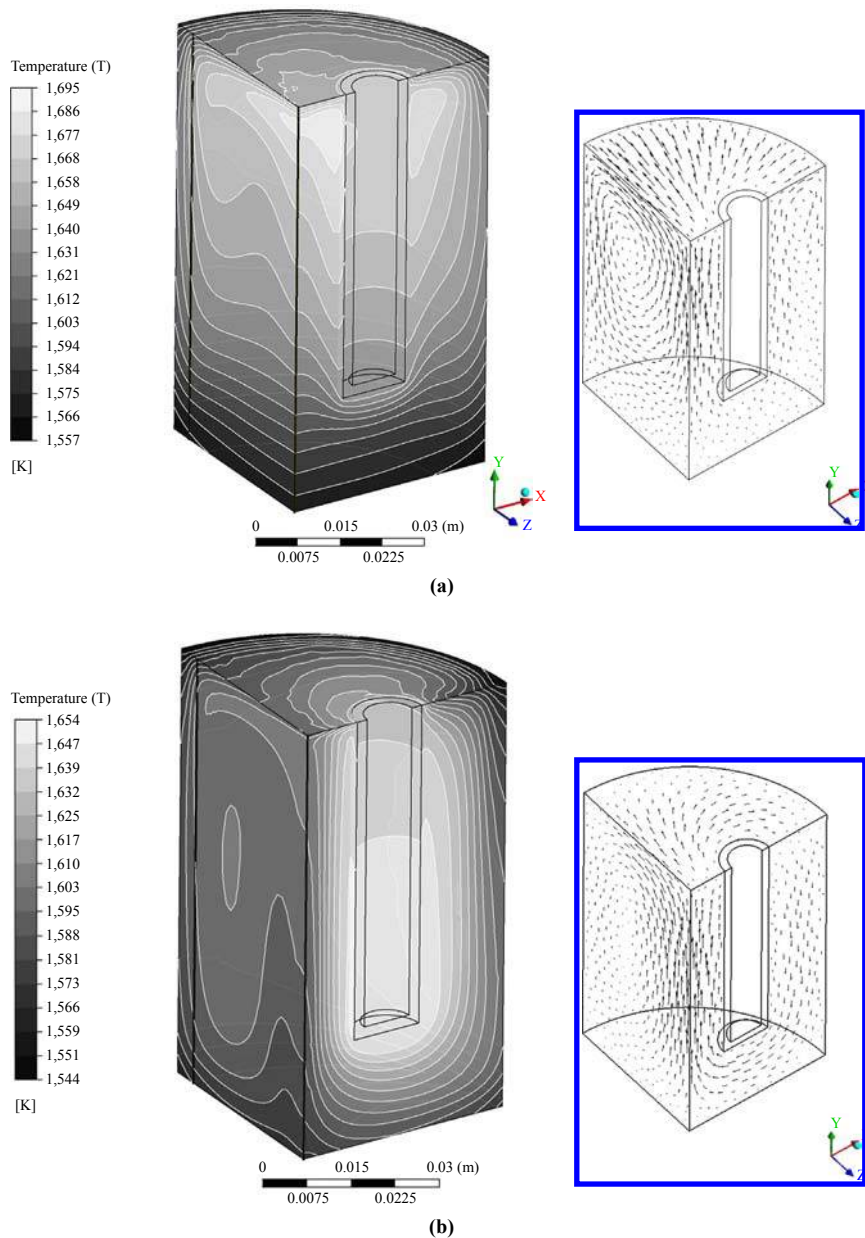 Temperature (T)
1,695
1,686
1,677
1,668
1,658
1,649
1,640
1,631
1,621
1,612
1,603
1,594
1,584
1,575
1,566
1,557
[K]
Y
X
Z
0 0.015 0.03 (m)
0.0075 0.0225
Y
Z
(a)
Temperature (T)
1,654
1,647
1,639
1,632
1,625
1,617
1,610
1,603
1,595
1,588
1,581
1,573
1,566
1,559
1,551
1,544
[K]
0 0.015 0.03 (m)
0.0075 0.0225
Y
Z
(b)